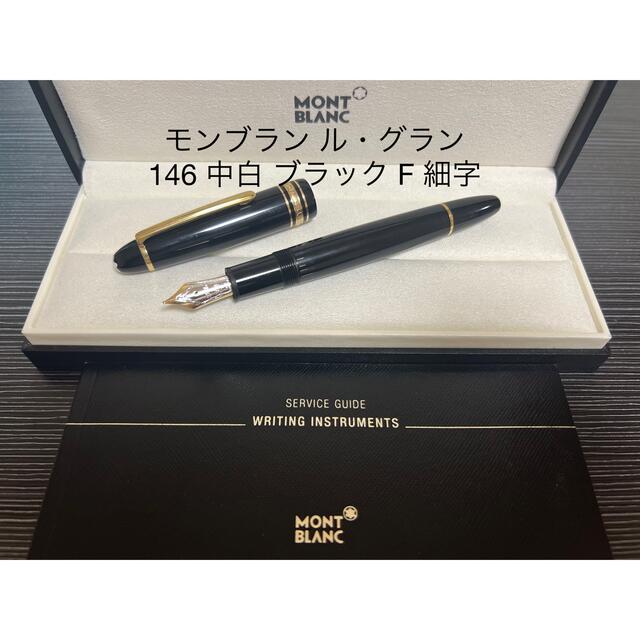 MONT
BLANC
モンブラン ル・グラン
146 中白 ブラック F 細字
SERVICE GUIDE
WRITING INSTRUMENTS
MONT
BLANC